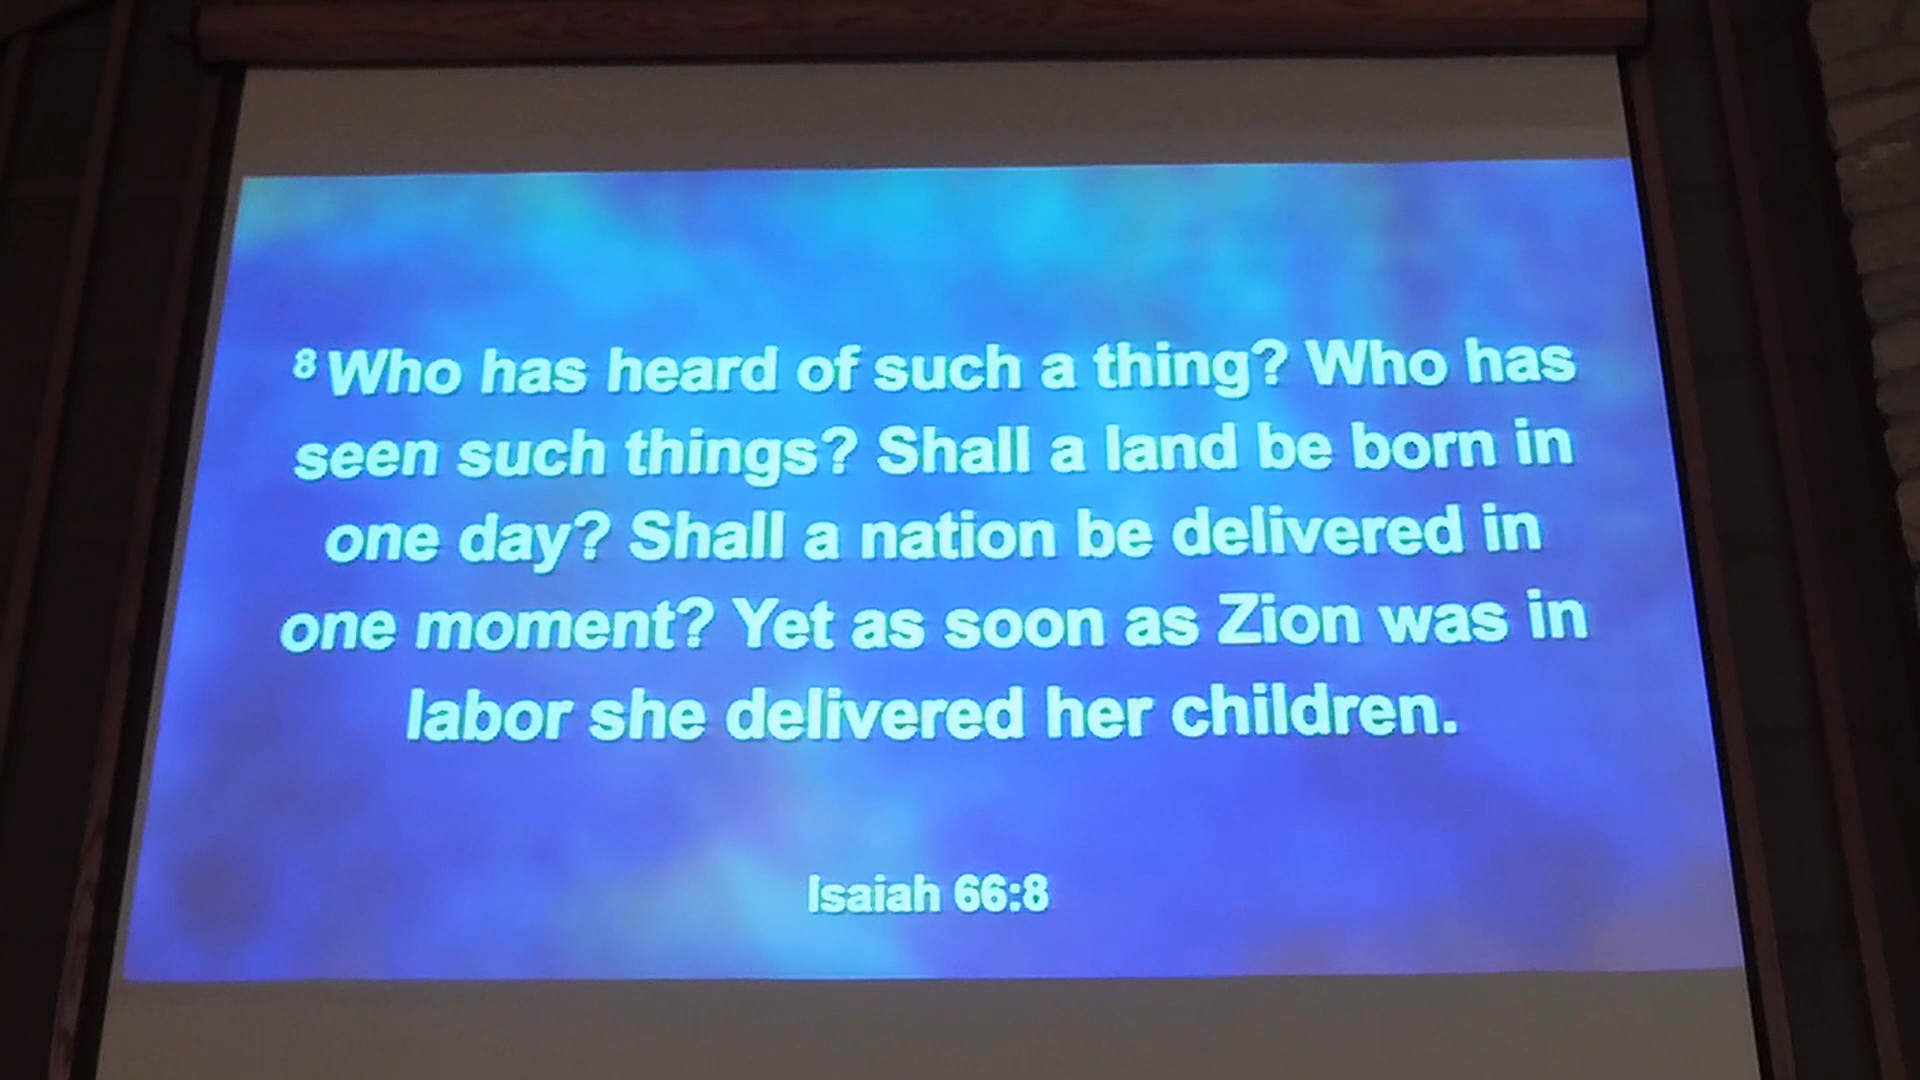 8 Who has heard of such a thing? Who has
seen such things? Shall a land be born in
one day? Shall a nation be delivered in
one moment? Yet as soon as Zion was in
labor she delivered her children.
Isaiah 66:8